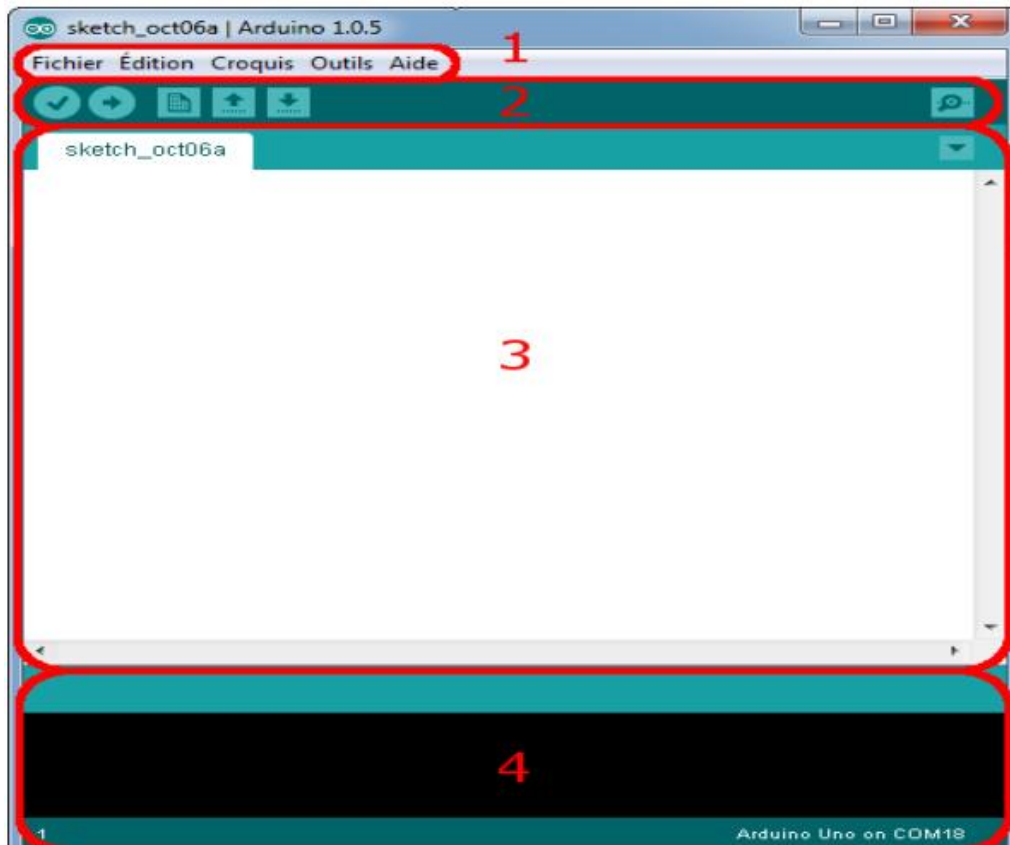 sketch_oct06a | Arduino 1.0.5
1
Fichier Édition Croquis Outils Aide
2
sketch_oct06a
3
4
1
Arduino Uno on COM18